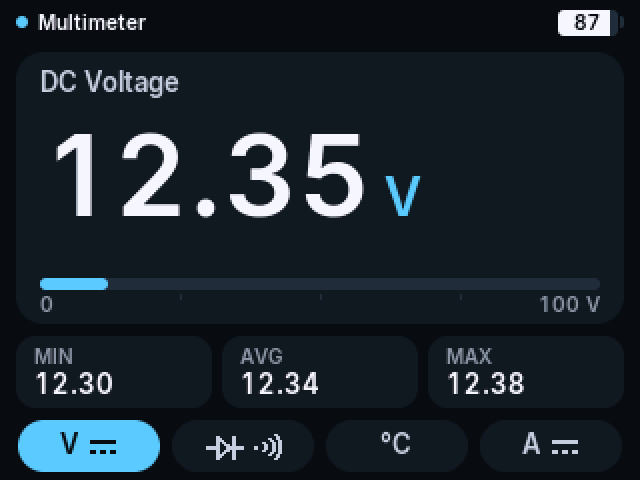 Multimeter
87
DC Voltage
12.35 V
0
100 V
MIN
12.30
AVG
12.34
MAX
12.38
V
°C
A